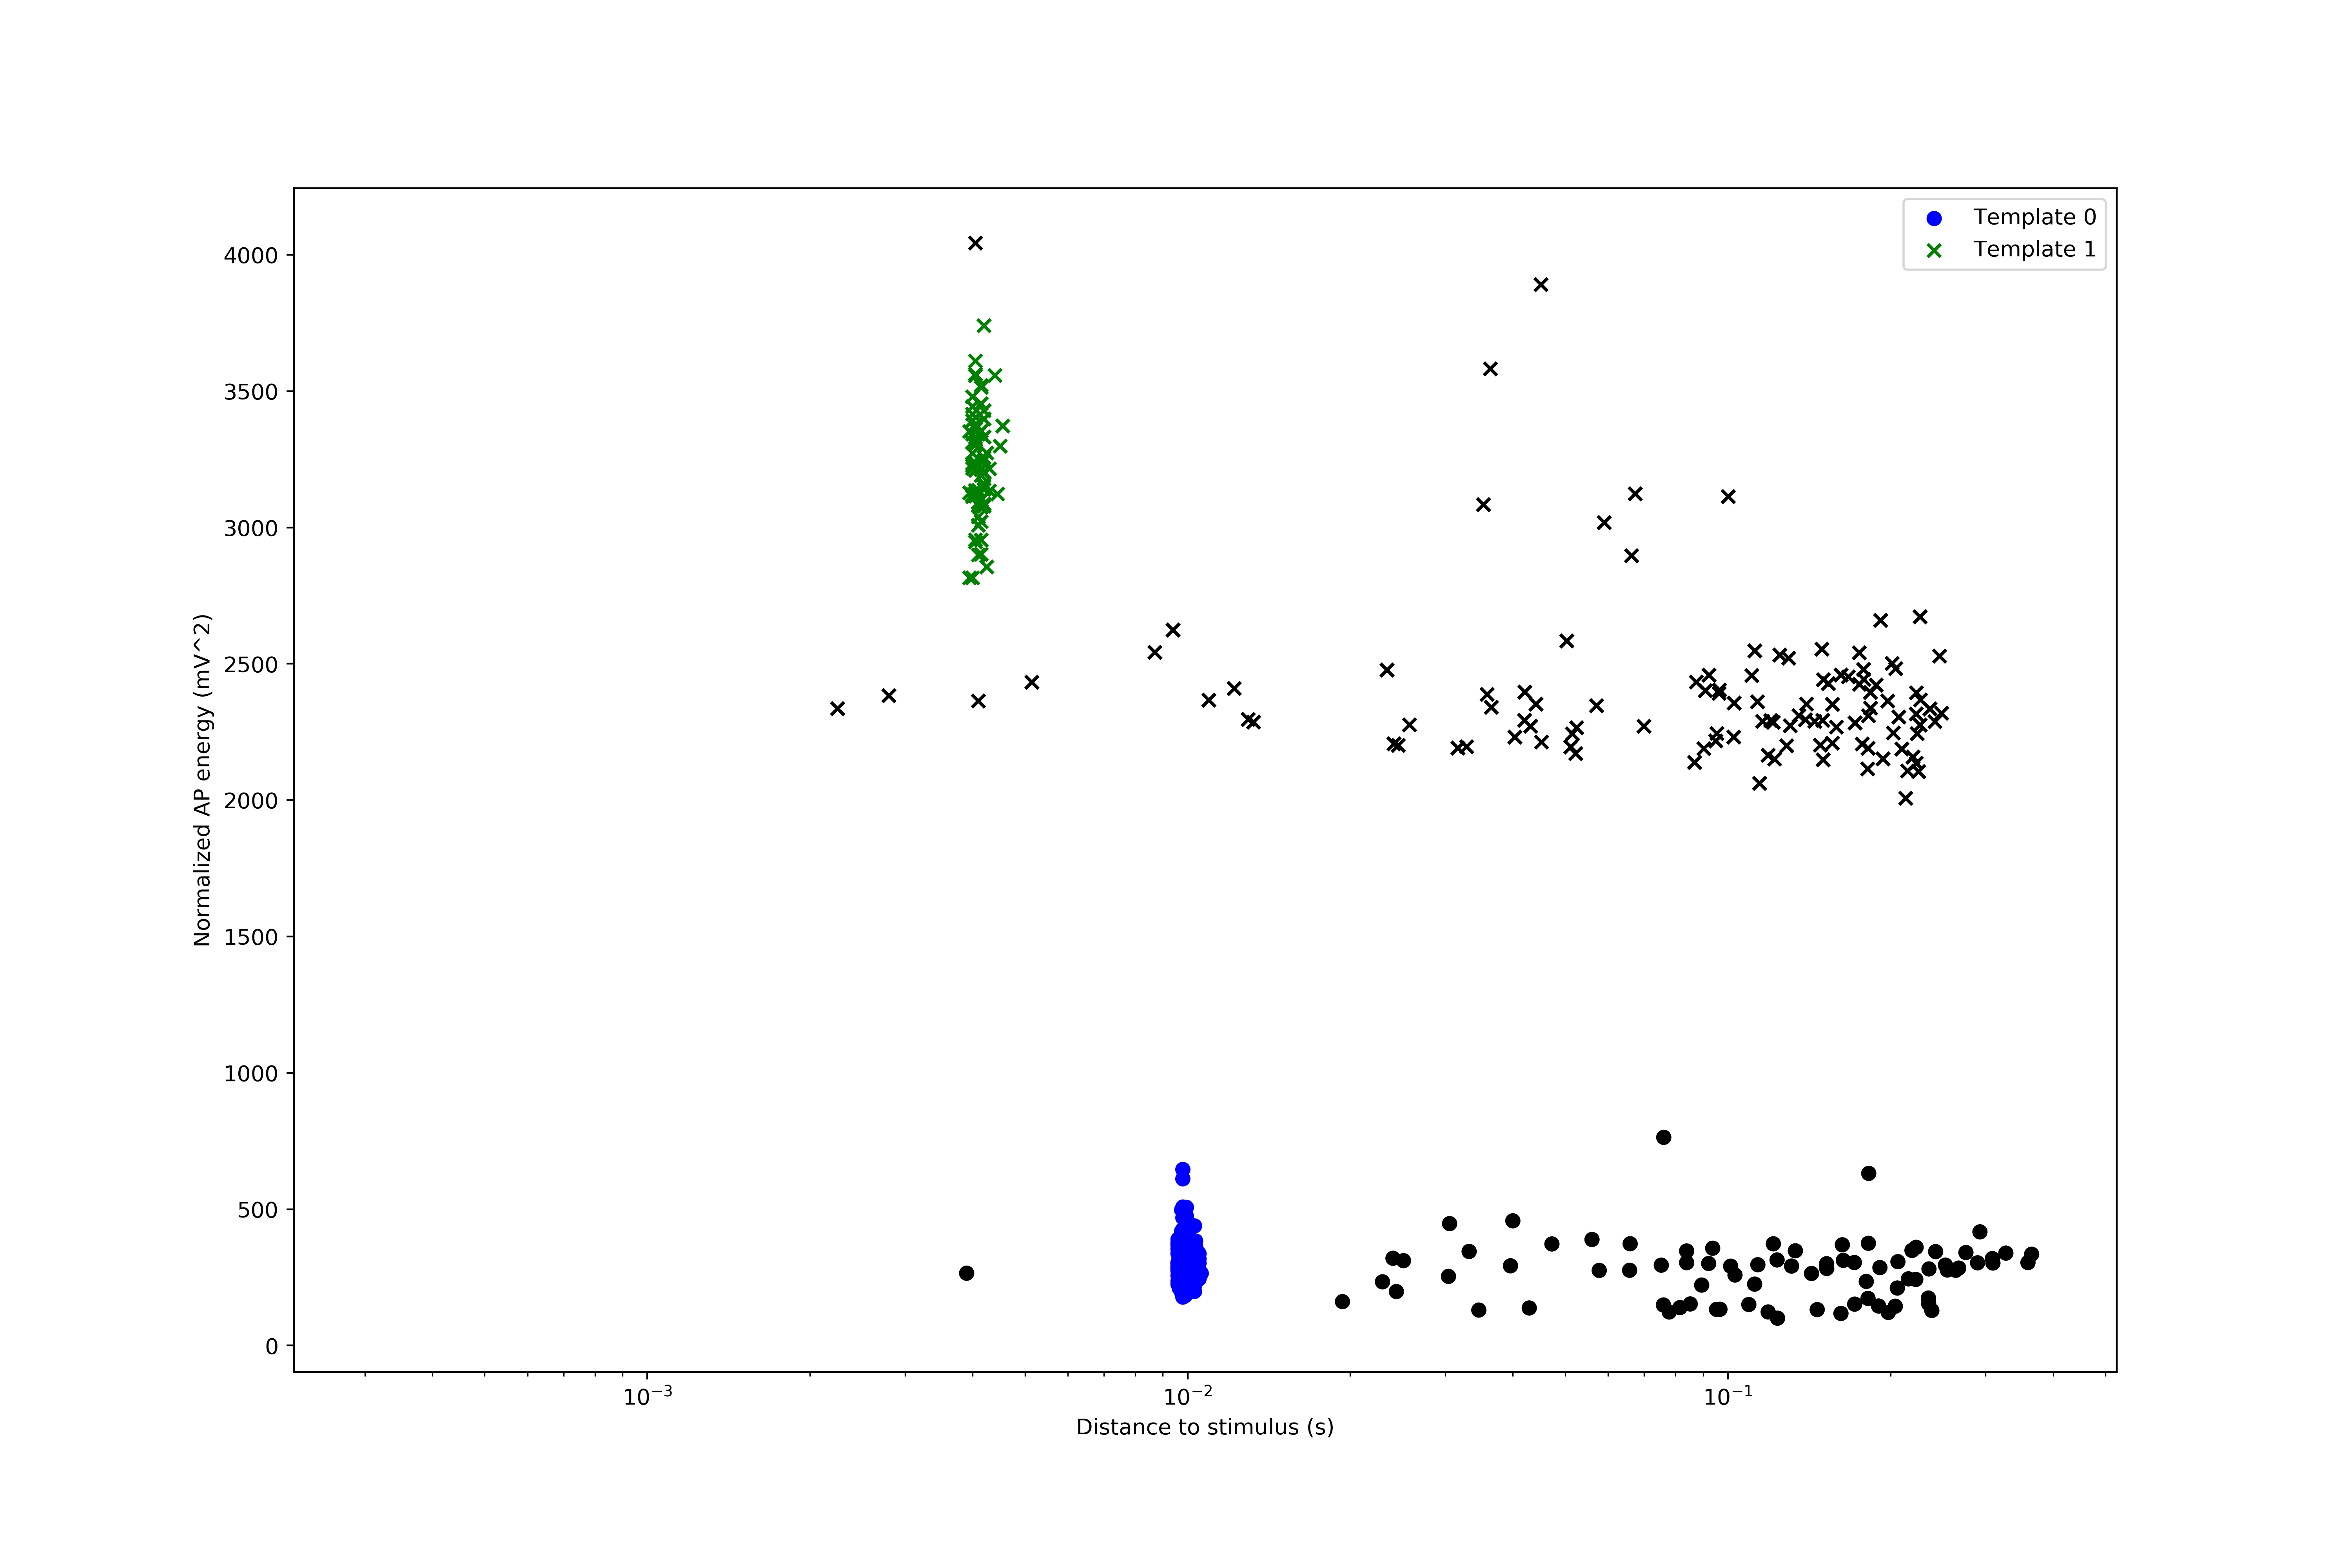 Template 0
Template 1
4000
3500
3000
2500
2000
1500
1000
500
0
Normalized AP energy (mV^2)
10⁻³ 10⁻² 10⁻¹
Distance to stimulus (s)